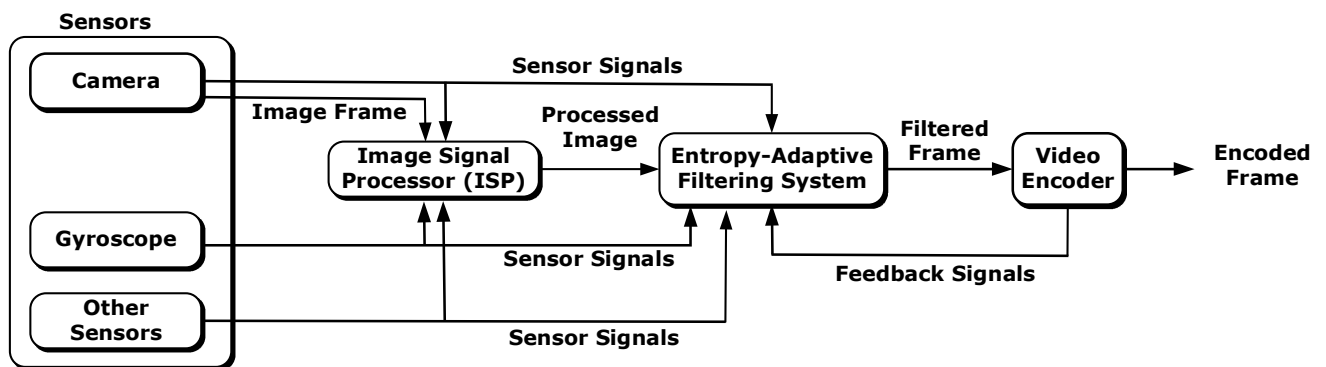 Sensors
Camera
Sensor Signals
Image Frame
Processed
Image
Filtered
Frame
Image Signal
Processor (ISP)
Entropy-Adaptive
Filtering System
Video
Encoder
Encoded
Frame
Gyroscope
Sensor Signals
Feedback Signals
Other
Sensors
Sensor Signals